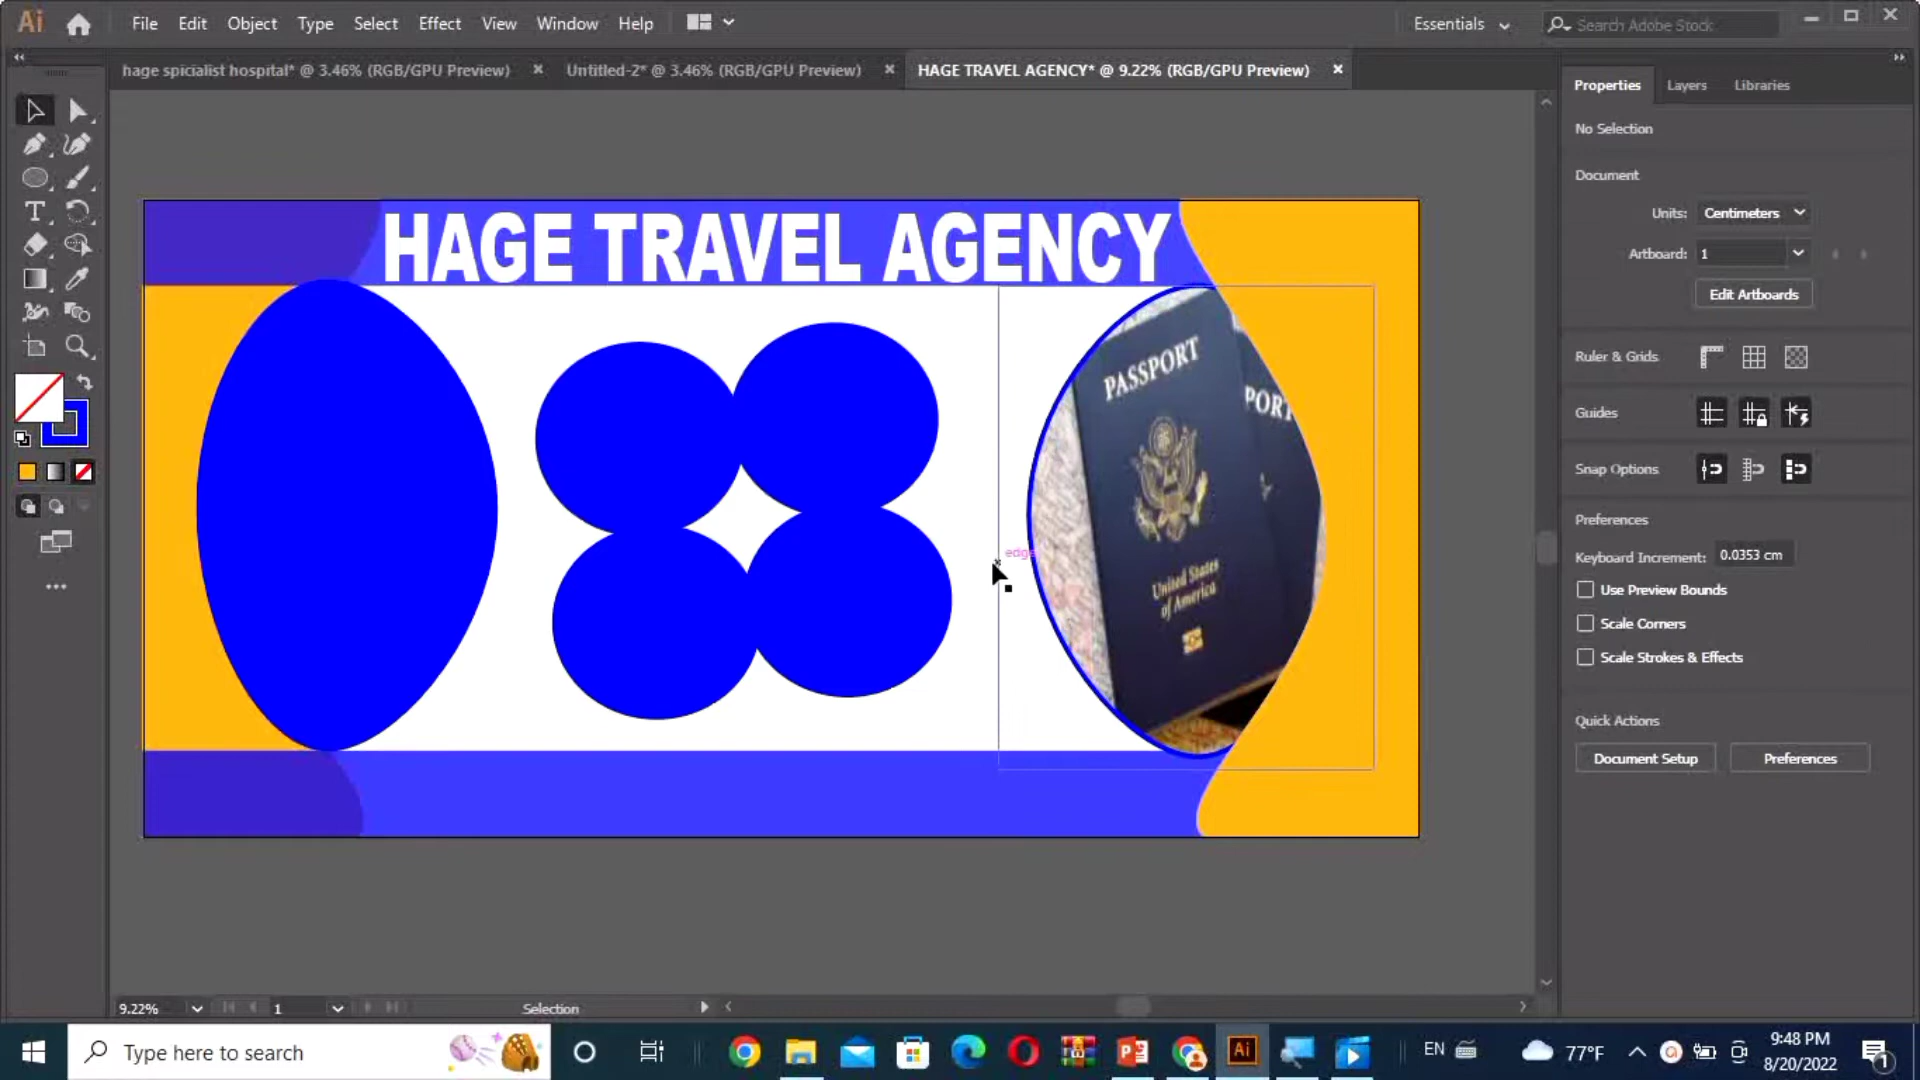 Ai File Edit Object Type Select Effect View Window Help Essentials Search Adobe Stock
hage spicialist hospital* @ 3.46% (RGB/GPU Preview) Untitled-2* @ 3.46% (RGB/GPU Preview) HAGE TRAVEL AGENCY* @ 9.22% (RGB/GPU Preview)
Properties Layers Libraries
No Selection
Document
Units: Centimeters
Artboard: 1
Edit Artboards
Ruler & Grids
Guides
Snap Options
Preferences
Keyboard Increment: 0.0353 cm
Use Preview Bounds
Scale Corners
Scale Strokes & Effects
Quick Actions
Document Setup Preferences
HAGE TRAVEL AGENCY
PASSPORT
PORT
edge
United States
of America
9.22% 1 Selection
Type here to search
Ai
EN
77°F
9:48 PM
8/20/2022
1